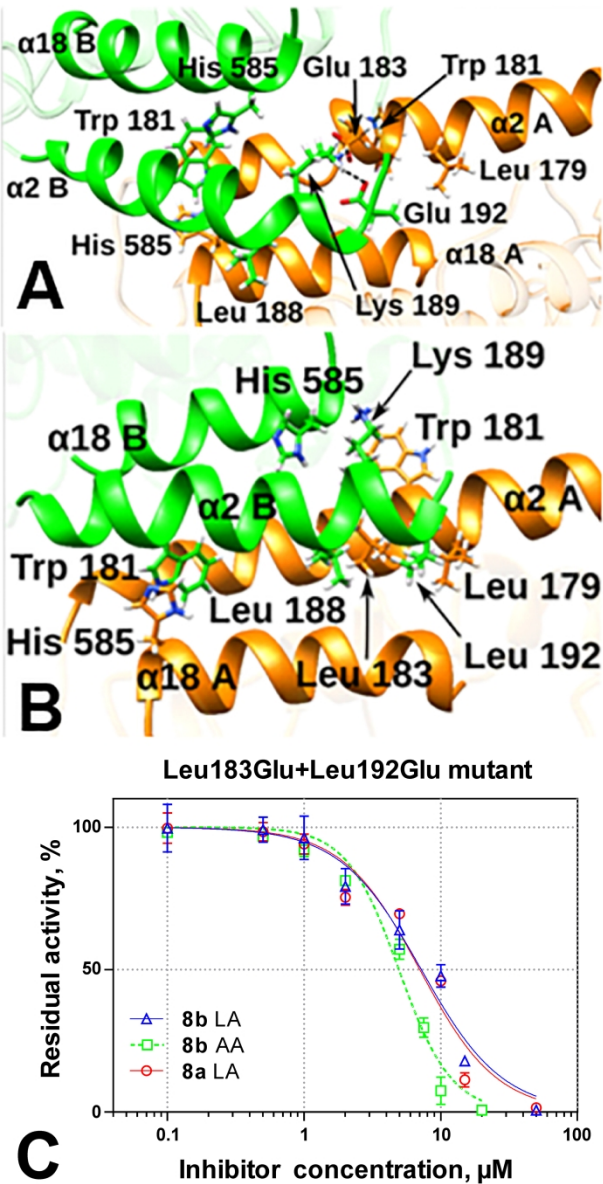 α18 B
His 585
Glu 183
Trp 181
Trp 181
α2 A
α2 B
Leu 179
Glu 192
His 585
α18 A
A
Leu 188
Lys 189
Lys 189
His 585
Trp 181
α18 B
α2 B
α2 A
Trp 181
Leu 179
Leu 188
His 585
Leu 192
α18 A
Leu 183
B
Leu183Glu+Leu192Glu mutant
Residual activity, %
100
50
0
8b LA
8b AA
8a LA
0.1
1
10
100
Inhibitor concentration, µM
C